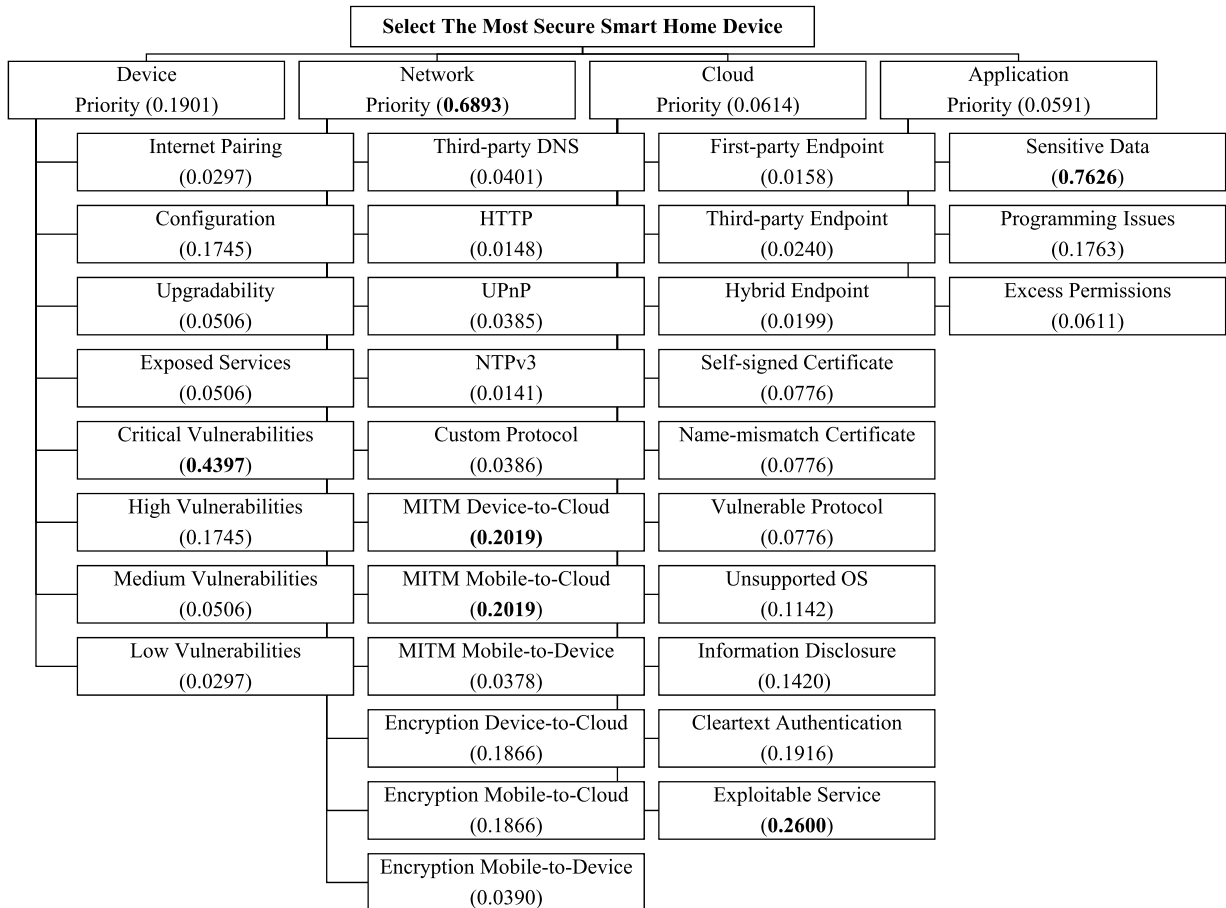 Select The Most Secure Smart Home Device
Device
Priority (0.1901)
Network
Priority (0.6893)
Cloud
Priority (0.0614)
Application
Priority (0.0591)
Internet Pairing
(0.0297)
Configuration
(0.1745)
Upgradability
(0.0506)
Exposed Services
(0.0506)
Critical Vulnerabilities
(0.4397)
High Vulnerabilities
(0.1745)
Medium Vulnerabilities
(0.0506)
Low Vulnerabilities
(0.0297)
Third-party DNS
(0.0401)
HTTP
(0.0148)
UPnP
(0.0385)
NTPv3
(0.0141)
Custom Protocol
(0.0386)
MITM Device-to-Cloud
(0.2019)
MITM Mobile-to-Cloud
(0.2019)
MITM Mobile-to-Device
(0.0378)
Encryption Device-to-Cloud
(0.1866)
Encryption Mobile-to-Cloud
(0.1866)
Encryption Mobile-to-Device
(0.0390)
First-party Endpoint
(0.0158)
Third-party Endpoint
(0.0240)
Hybrid Endpoint
(0.0199)
Self-signed Certificate
(0.0776)
Name-mismatch Certificate
(0.0776)
Vulnerable Protocol
(0.0776)
Unsupported OS
(0.1142)
Information Disclosure
(0.1420)
Cleartext Authentication
(0.1916)
Exploitable Service
(0.2600)
Sensitive Data
(0.7626)
Programming Issues
(0.1763)
Excess Permissions
(0.0611)